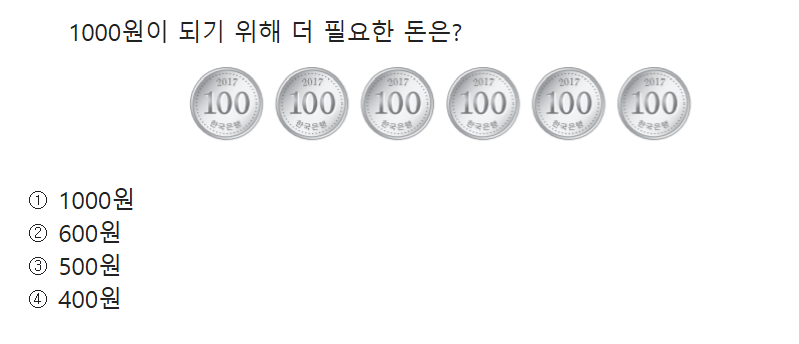 1000원이 되기 위해 더 필요한 돈은?
2017 2017 2017 2017 2017 2017
100 100 100 100 100 100
한국은행 한국은행 한국은행 한국은행 한국은행 한국은행
① 1000원
② 600원
③ 500원
④ 400원